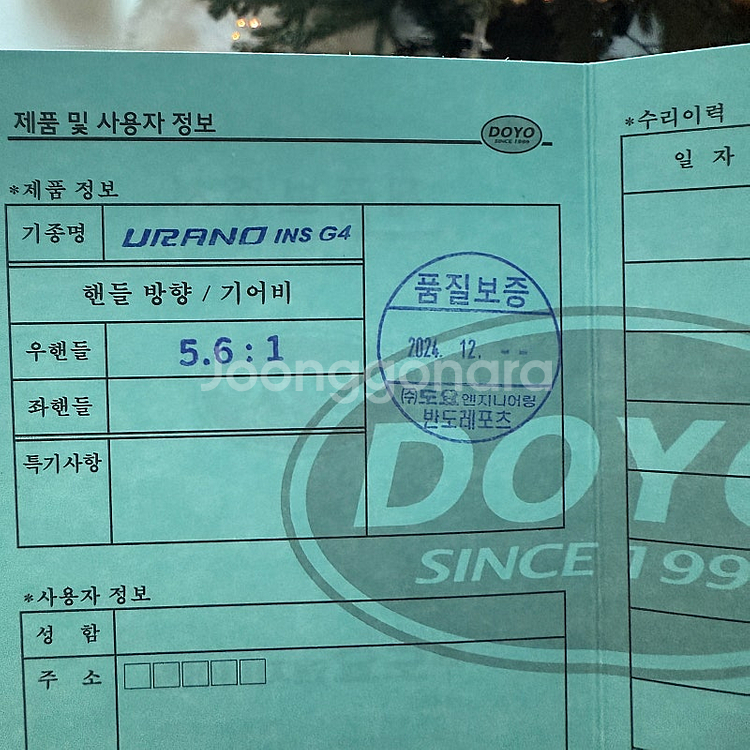 제품 및 사용자 정보
DOYO
SINCE 1999
*제품 정보
기종명 URANO INS G4
핸들 방향 / 기어비
우핸들 5.6 : 1
좌핸들
특기사항
품질보증
2024. 12. --
(주)도요엔지니어링
반도레포츠
Joonggonara
DOYO
SINCE 199
*사용자 정보
성 함
주 소
*수리이력
일 자